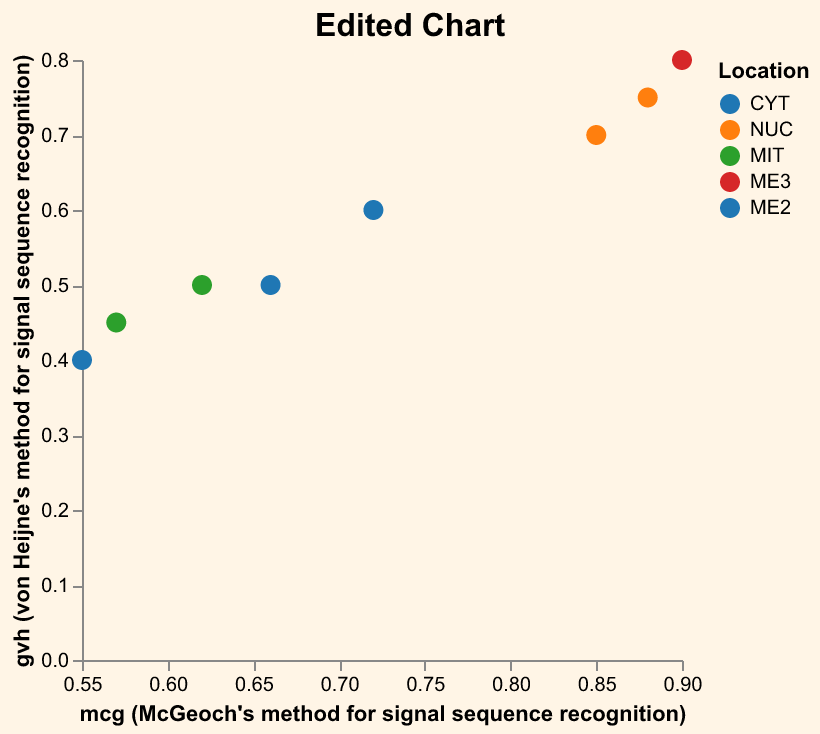 Edited Chart
gvh (von Heijne's method for signal sequence recognition)
0.8
0.7
0.6
0.5
0.4
0.3
0.2
0.1
0.0
0.55 0.60 0.65 0.70 0.75 0.80 0.85 0.90
mcg (McGeoch's method for signal sequence recognition)
Location
CYT
NUC
MIT
ME3
ME2